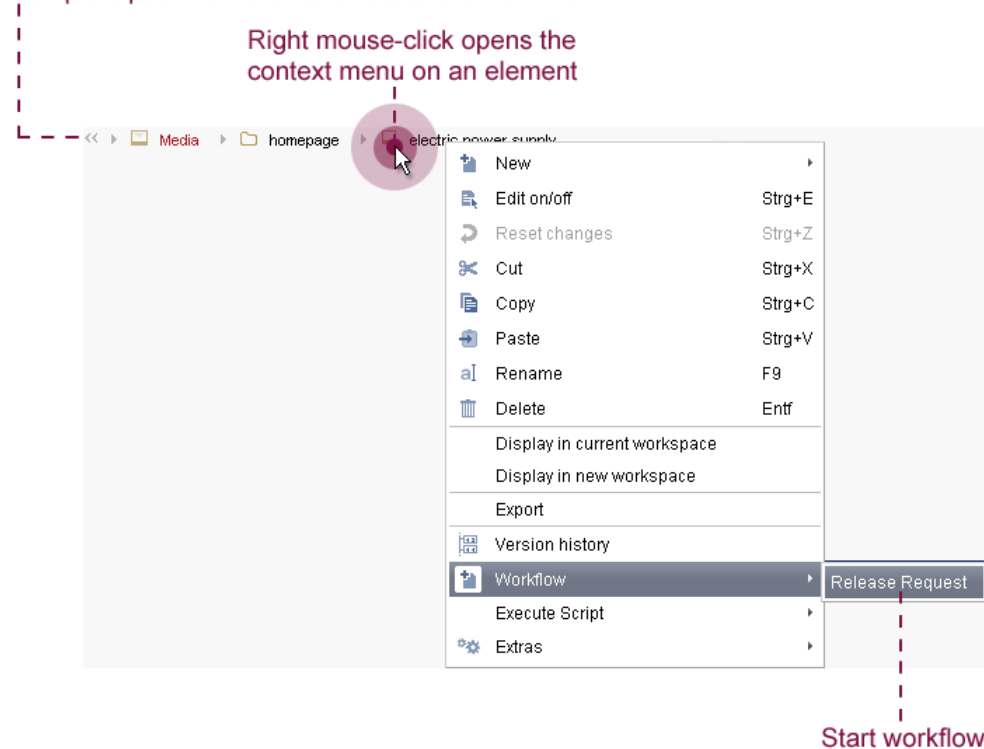 Right mouse-click opens the
context menu on an element
Media homepage electric power supply
New
Edit on/off Strg+E
Reset changes Strg+Z
Cut Strg+X
Copy Strg+C
Paste Strg+V
Rename F9
Delete Entf
Display in current workspace
Display in new workspace
Export
Version history
Workflow Release Request
Execute Script
Extras
Start workflow